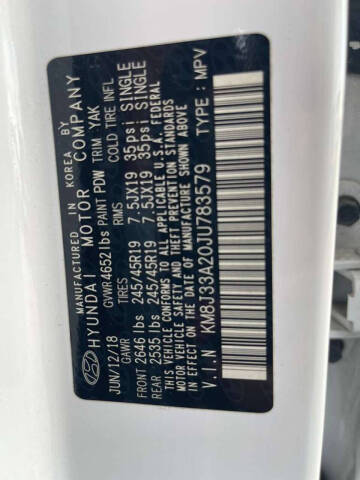 MANUFACTURED IN KOREA BY
HYUNDAI MOTOR COMPANY
JUN/12/18 GVWR 4652 lbs PAINT PDW TRIM YAK
GAWR TIRES RIMS COLD TIRE INFL
FRONT 2646 lbs 245/45R19 7.5JX19 35psi SINGLE
REAR 2535 lbs 245/45R19 7.5JX19 35psi SINGLE
THIS VEHICLE CONFORMS TO ALL APPLICABLE U.S.A. FEDERAL
MOTOR VEHICLE SAFETY AND THEFT PREVENTION STANDARDS
IN EFFECT ON THE DATE OF MANUFACTURE SHOWN ABOVE.
KM8J33A20JU783579
V.I.N TYPE : MPV